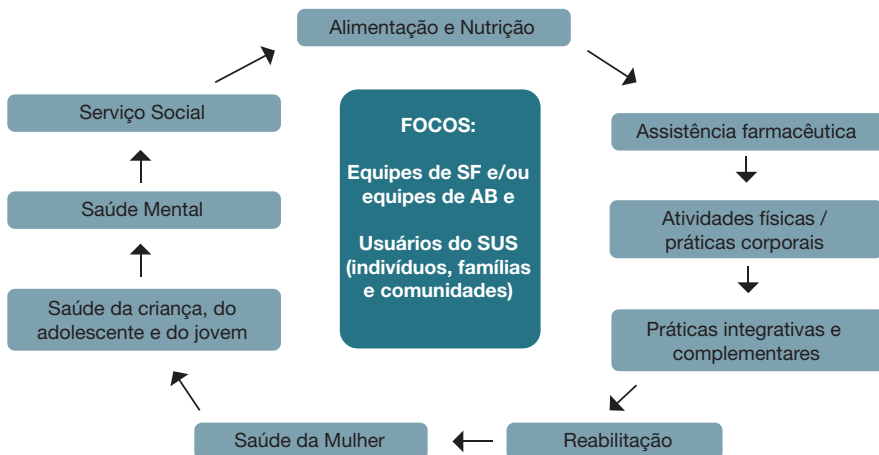 Alimentação e Nutrição
Assistência farmacêutica
Atividades físicas /
práticas corporais
Práticas integrativas e
complementares
Reabilitação
Saúde da Mulher
Saúde da criança, do
adolescente e do jovem
Saúde Mental
Serviço Social
FOCOS:
Equipes de SF e/ou
equipes de AB e
Usuários do SUS
(indivíduos, famílias
e comunidades)